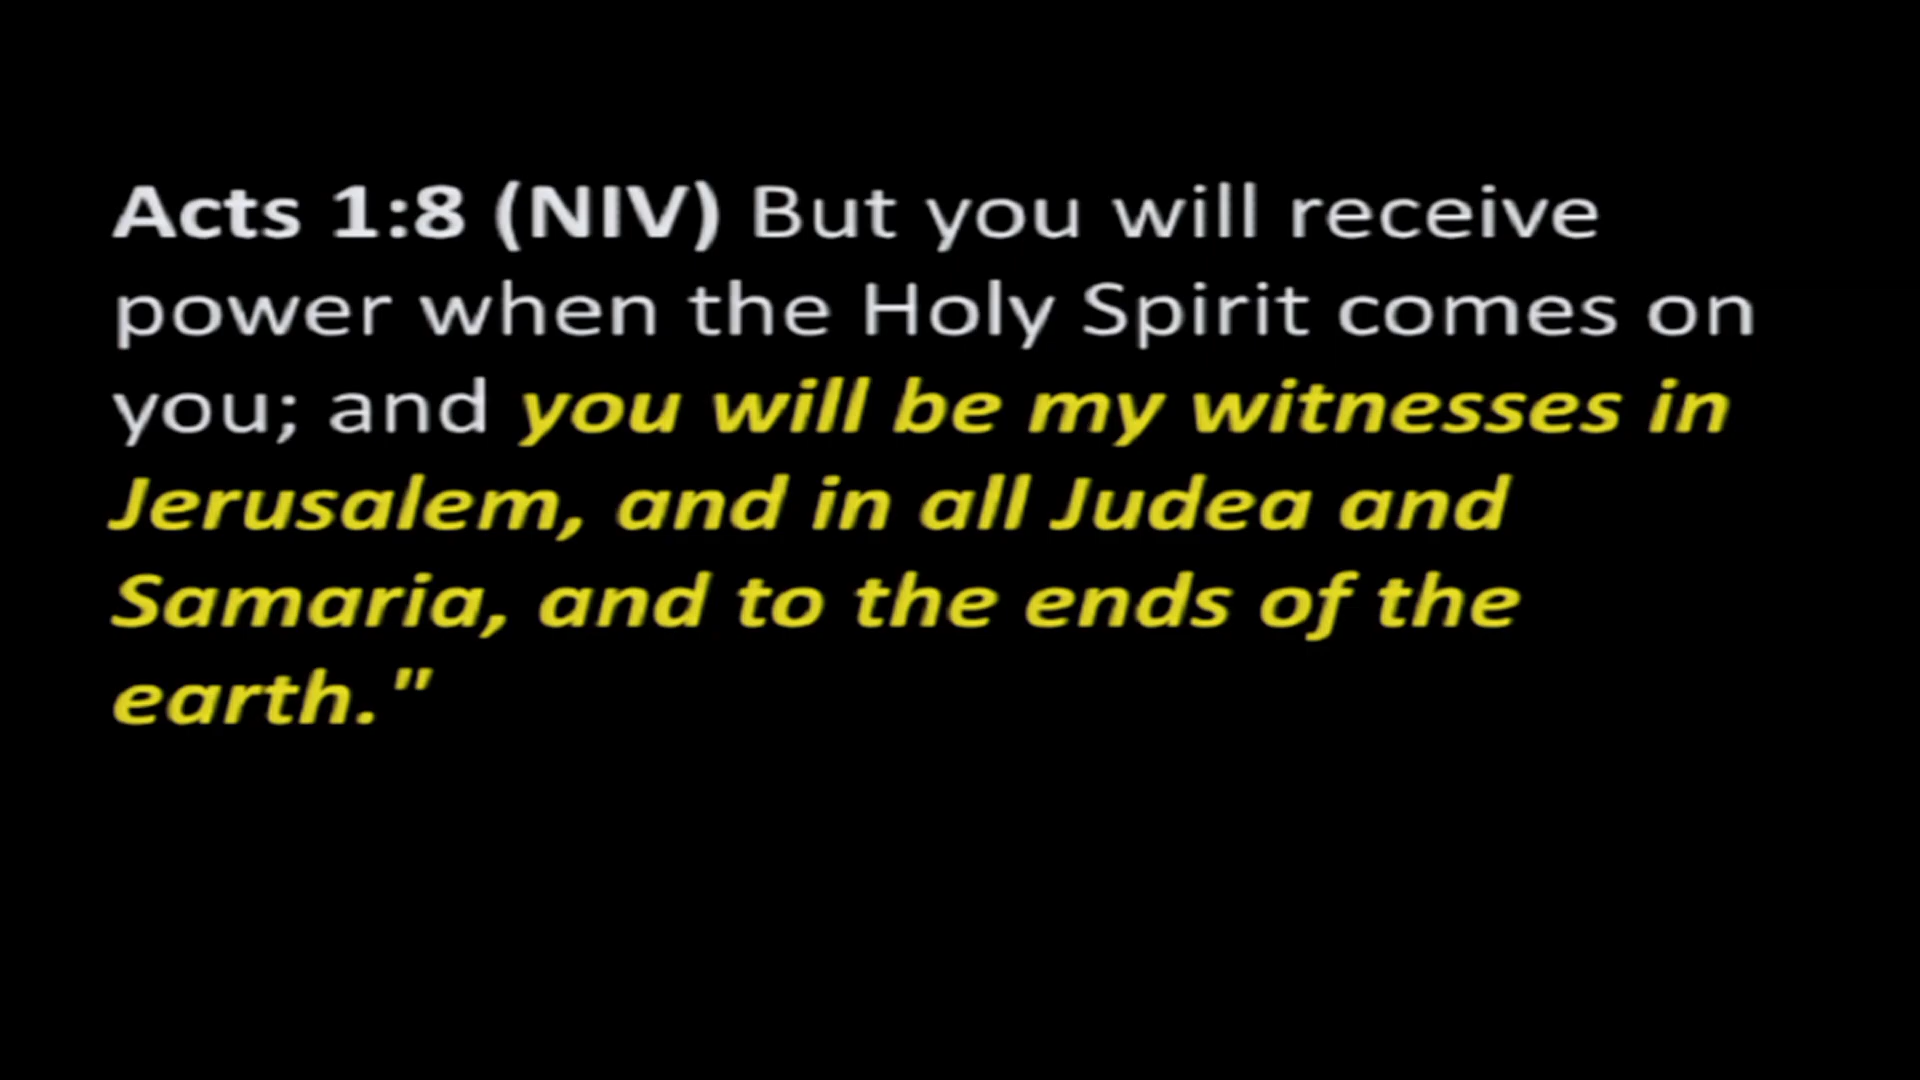 Acts 1:8 (NIV) But you will receive
power when the Holy Spirit comes on
you; and you will be my witnesses in
Jerusalem, and in all Judea and
Samaria, and to the ends of the
earth."